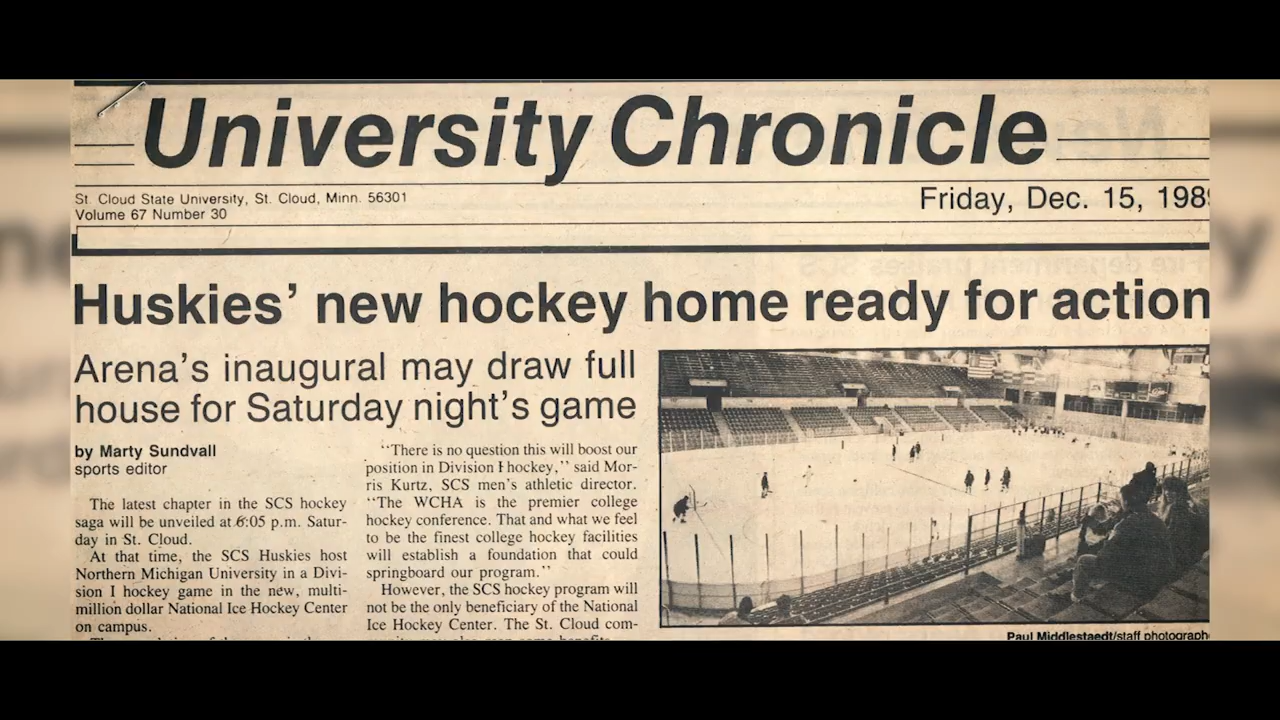 University Chronicle
St. Cloud State University, St. Cloud, Minn. 56301
Volume 67 Number 30
Friday, Dec. 15, 198
Huskies' new hockey home ready for action
Arena's inaugural may draw full
house for Saturday night's game
by Marty Sundvall
sports editor
The latest chapter in the SCS hockey
saga will be unveiled at 6:05 p.m. Satur-
day in St. Cloud.
At that time, the SCS Huskies host
Northern Michigan University in a Divi-
sion I hockey game in the new, multi-
million dollar National Ice Hockey Center
on campus.
"There is no question this will boost our
position in Division I hockey," said Mor-
ris Kurtz, SCS men's athletic director.
"The WCHA is the premier college
hockey conference. That and what we feel
to be the finest college hockey facilities
will establish a foundation that could
springboard our program."
However, the SCS hockey program will
not be the only beneficiary of the National
Ice Hockey Center. The St. Cloud com-
Paul Middlestaedt/staff photograph